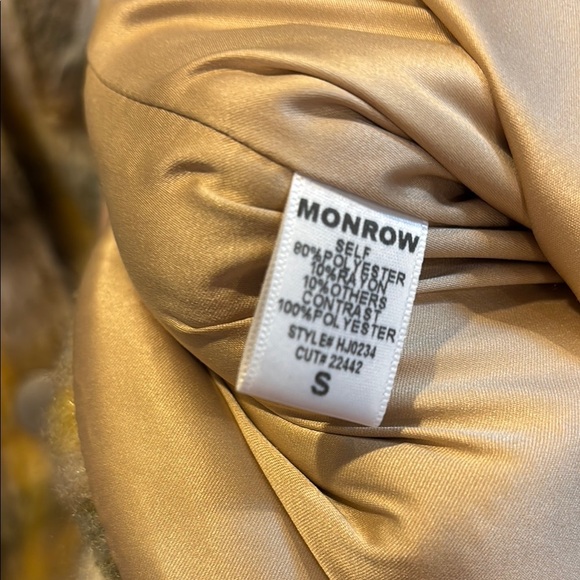 MONROW
SELF
80%POLYESTER
10%RAYON
10%OTHERS
CONTRAST
100%POLYESTER
STYLE# HJ0234
CUT# 22442
S